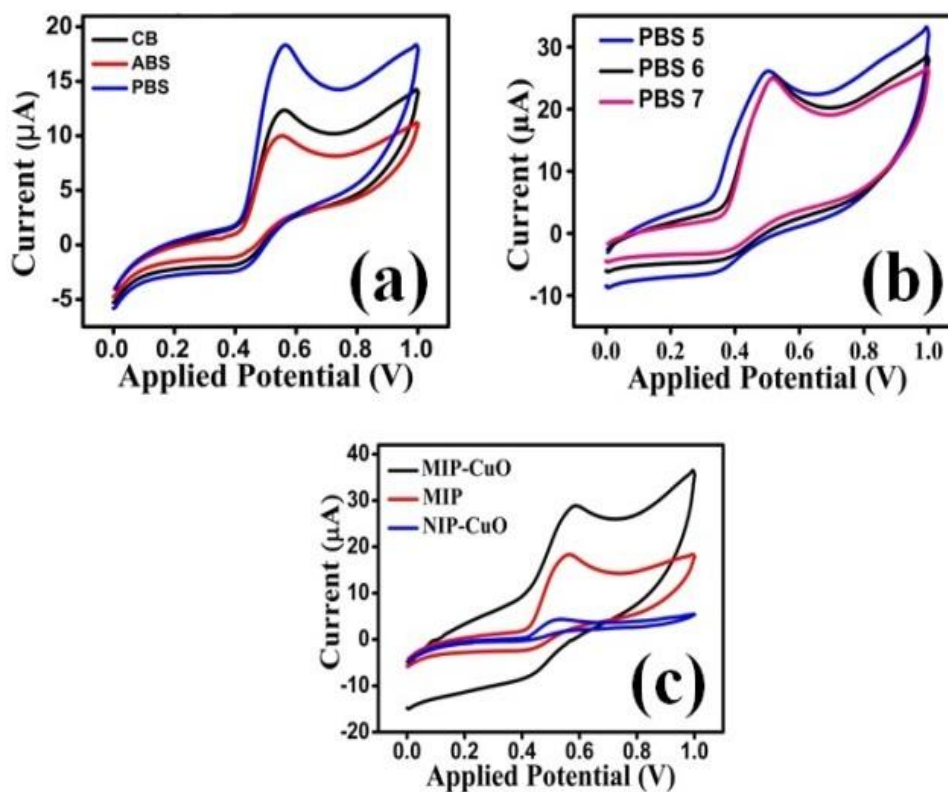 20
15
10
5
0
-5
Current (μA)
CB
ABS
PBS
(a)
0.0 0.2 0.4 0.6 0.8 1.0
Applied Potential (V)
30
20
10
0
-10
Current (μA)
PBS 5
PBS 6
PBS 7
(b)
0.0 0.2 0.4 0.6 0.8 1.0
Applied Potential (V)
40
30
20
10
0
-10
-20
Current (μA)
MIP-CuO
MIP
NIP-CuO
(c)
0.0 0.2 0.4 0.6 0.8 1.0
Applied Potential (V)